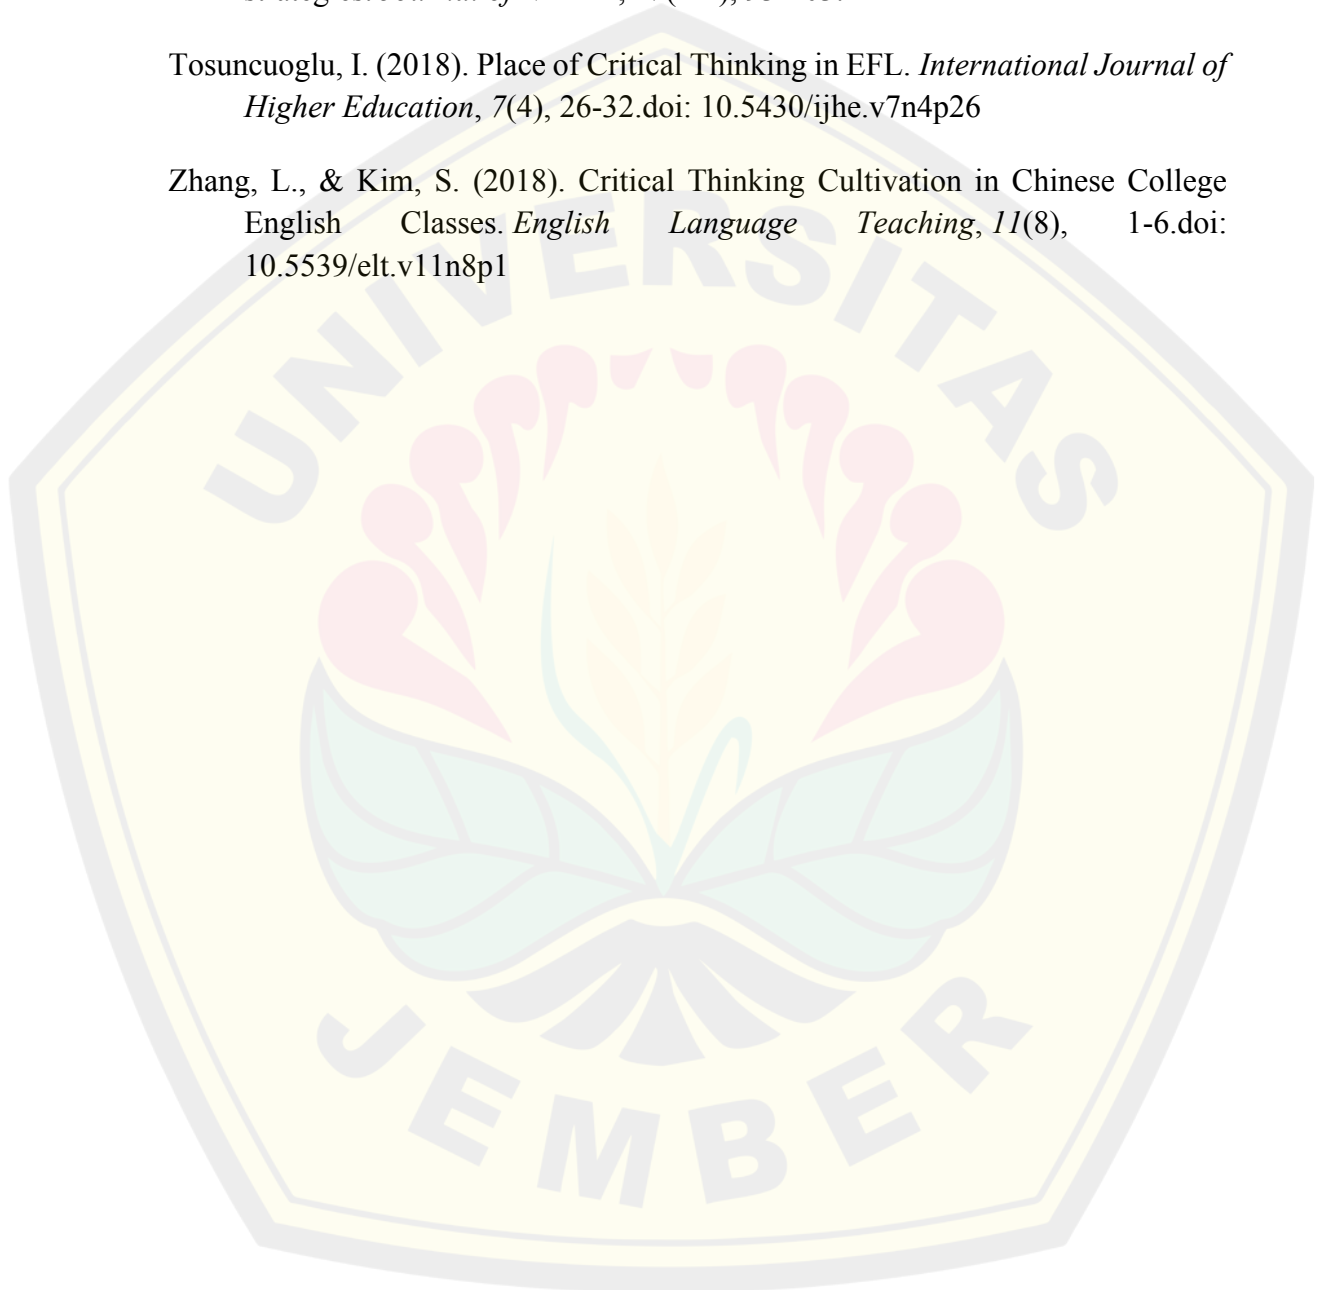 Tosuncuoglu, I. (2018). Place of Critical Thinking in EFL. International Journal of
Higher Education, 7(4), 26-32.doi: 10.5430/ijhe.v7n4p26
Zhang, L., & Kim, S. (2018). Critical Thinking Cultivation in Chinese College
English Classes. English Language Teaching, 11(8), 1-6.doi:
10.5539/elt.v11n8p1
UNIVERSITAS
JEMBER